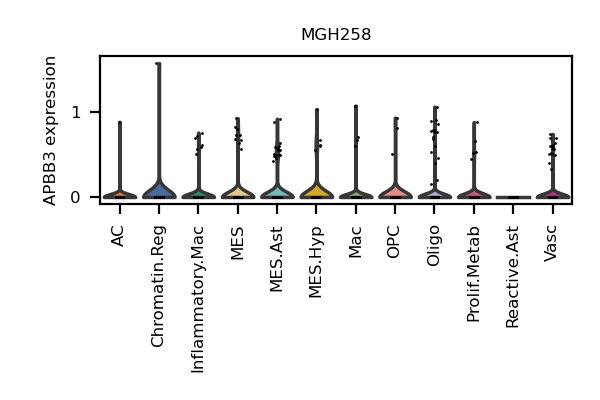 MGH258
APBB3 expression
1
0
AC
Chromatin.Reg
Inflammatory.Mac
MES
MES.Ast
MES.Hyp
Mac
OPC
Oligo
Prolif.Metab
Reactive.Ast
Vasc